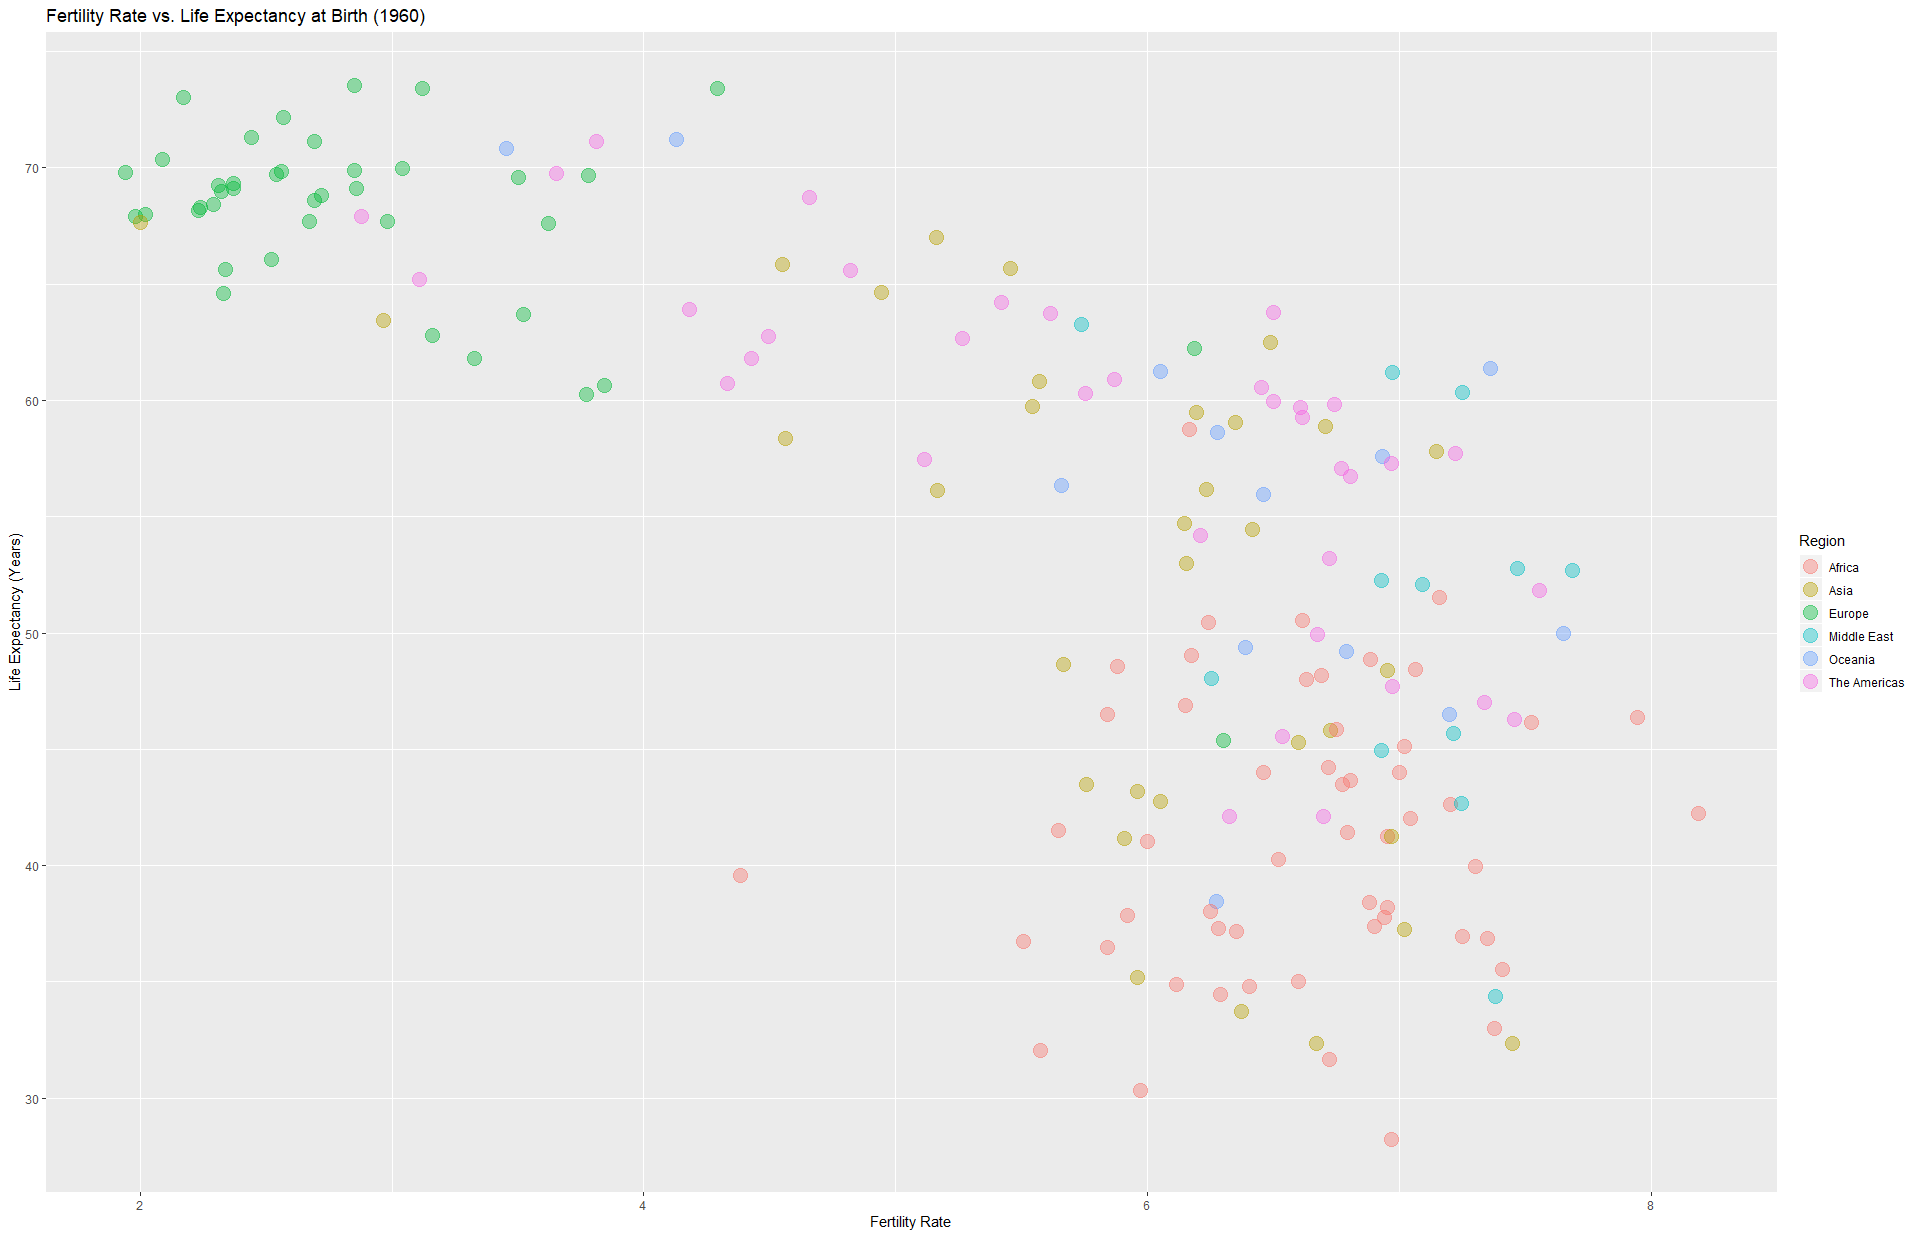 Fertility Rate vs. Life Expectancy at Birth (1960)
70
60
50
40
30
Life Expectancy (Years)
2
4
6
8
Fertility Rate
Region
Africa
Asia
Europe
Middle East
Oceania
The Americas